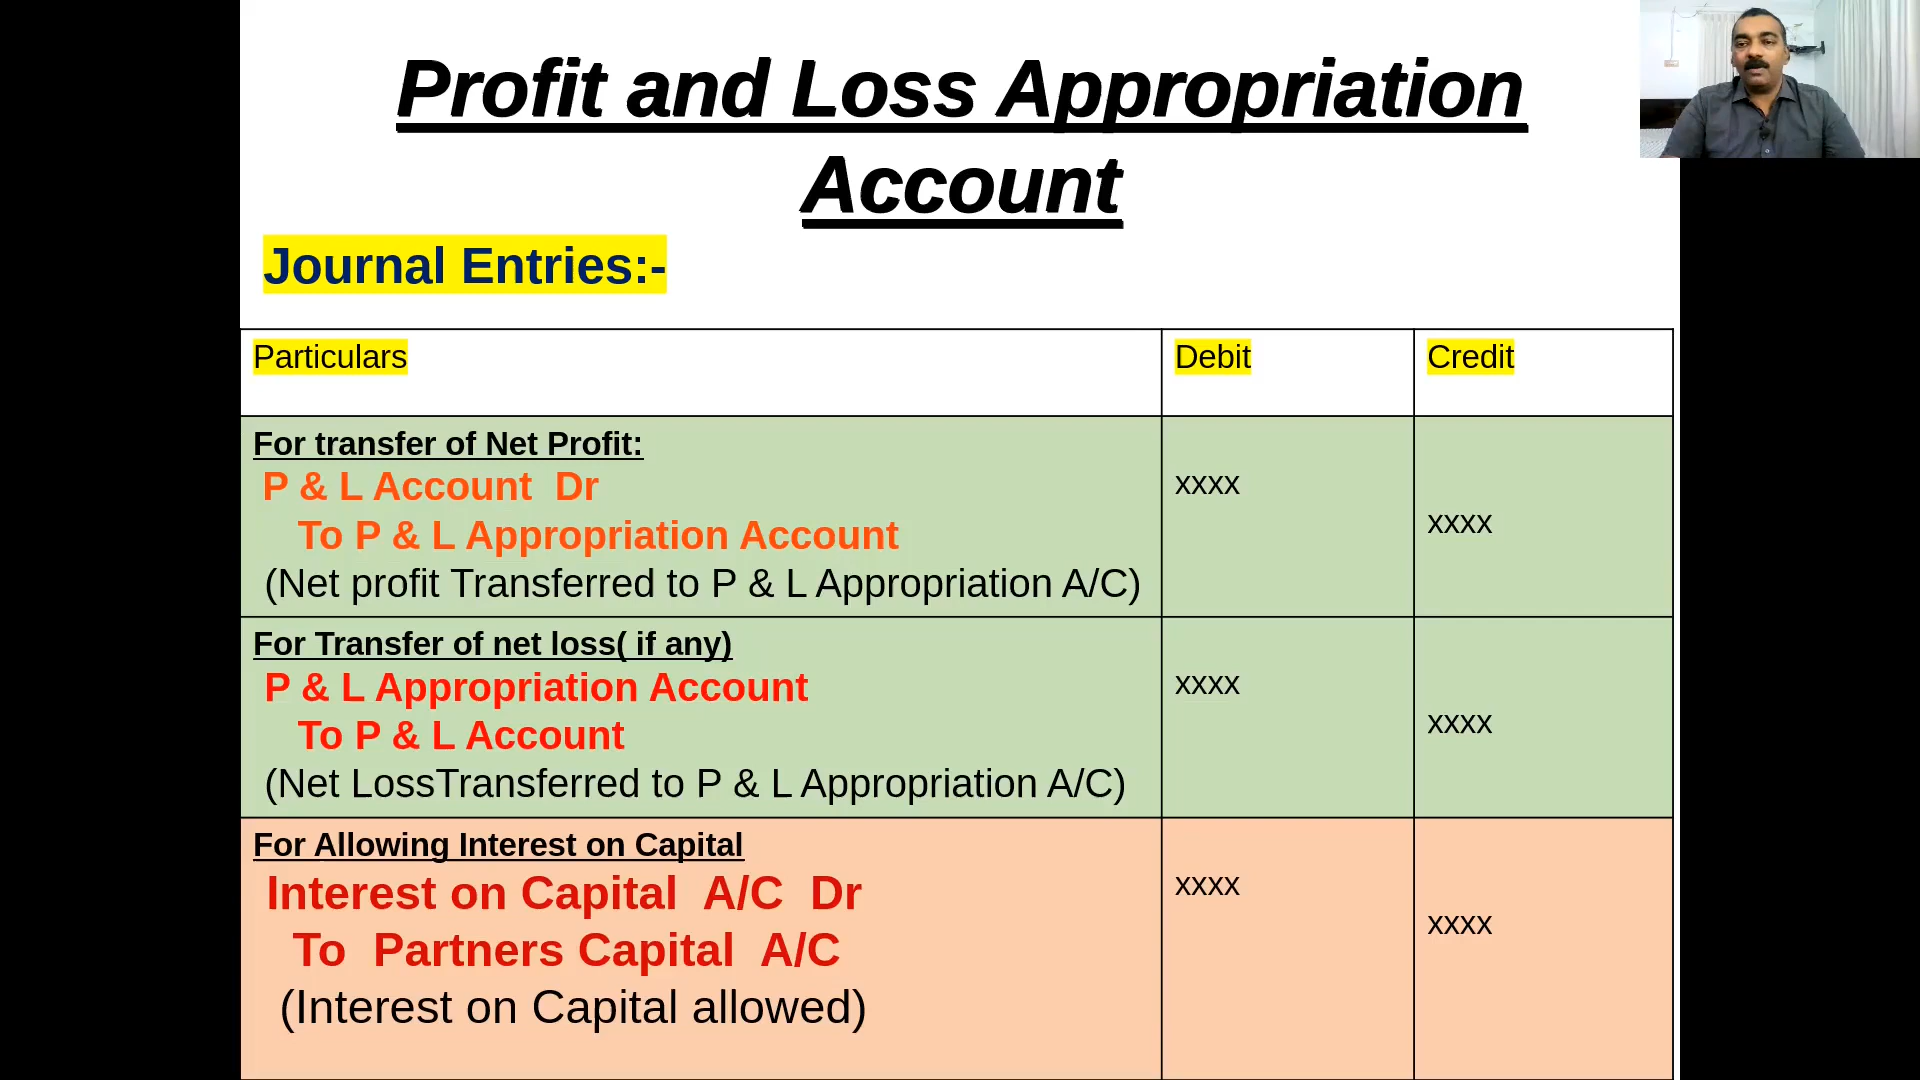 Profit and Loss Appropriation
Account
Journal Entries:-
Particulars
Debit
Credit
For transfer of Net Profit:
P & L Account Dr
xxxx
To P & L Appropriation Account
xxxx
(Net profit Transferred to P & L Appropriation A/C)
For Transfer of net loss( if any)
P & L Appropriation Account
xxxx
To P & L Account
xxxx
(Net LossTransferred to P & L Appropriation A/C)
For Allowing Interest on Capital
Interest on Capital A/C Dr
xxxx
To Partners Capital A/C
xxxx
(Interest on Capital allowed)